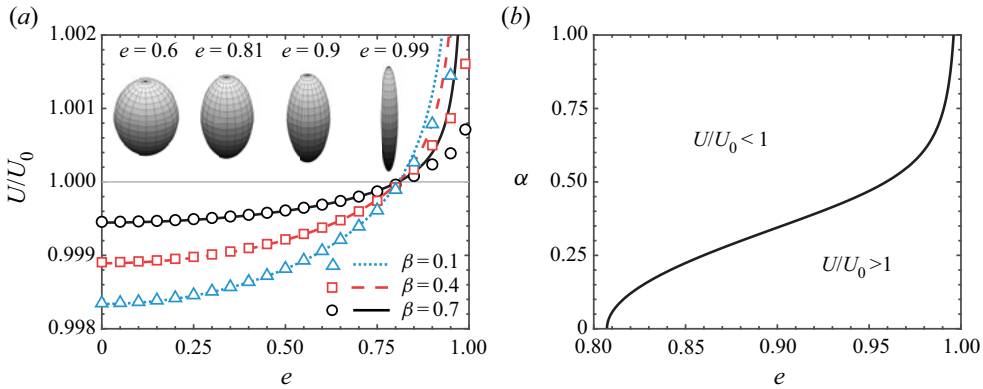 (a)
(b)
e = 0.6 e = 0.81 e = 0.9 e = 0.99
U/U₀
1.002
1.001
1.000
0.999
0.998
β = 0.1
β = 0.4
β = 0.7
0 0.25 0.50 0.75 1.00
e
α
1.00
0.75
0.50
0.25
0
U/U₀ < 1
U/U₀ >1
0.80 0.85 0.90 0.95 1.00
e